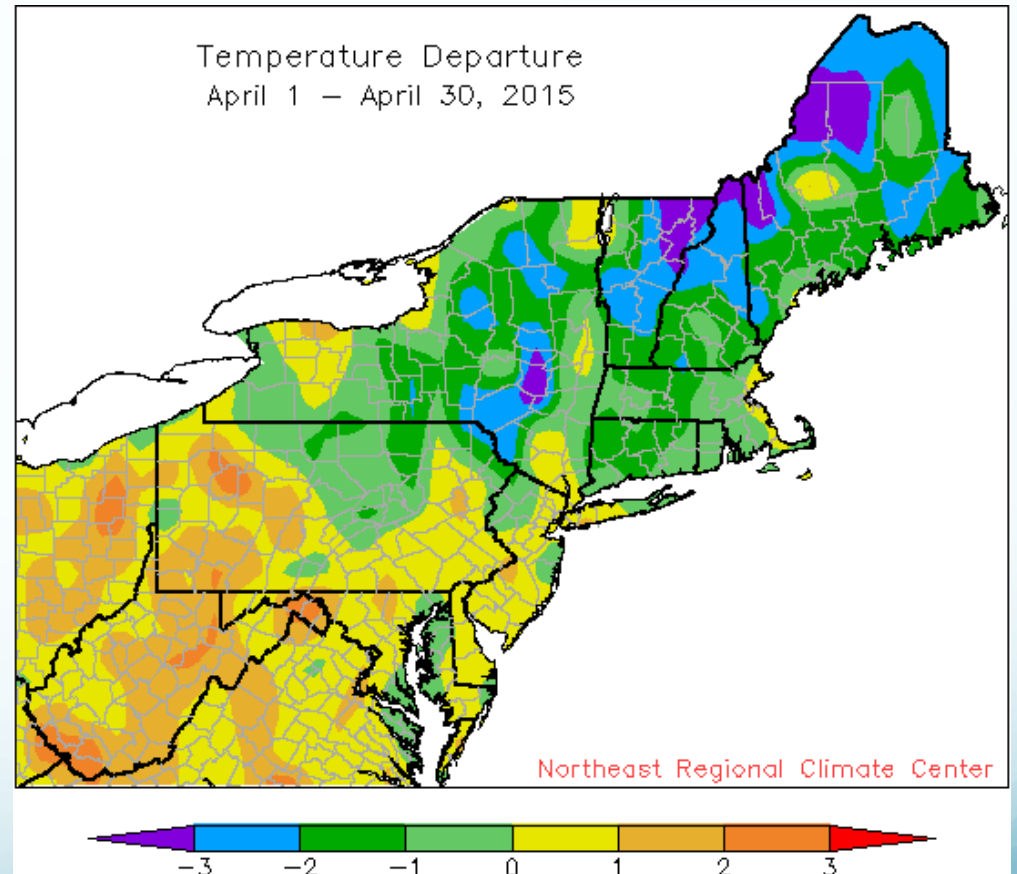 Temperature Departure
April 1 – April 30, 2015
Northeast Regional Climate Center
-3 -2 -1 0 1 2 3